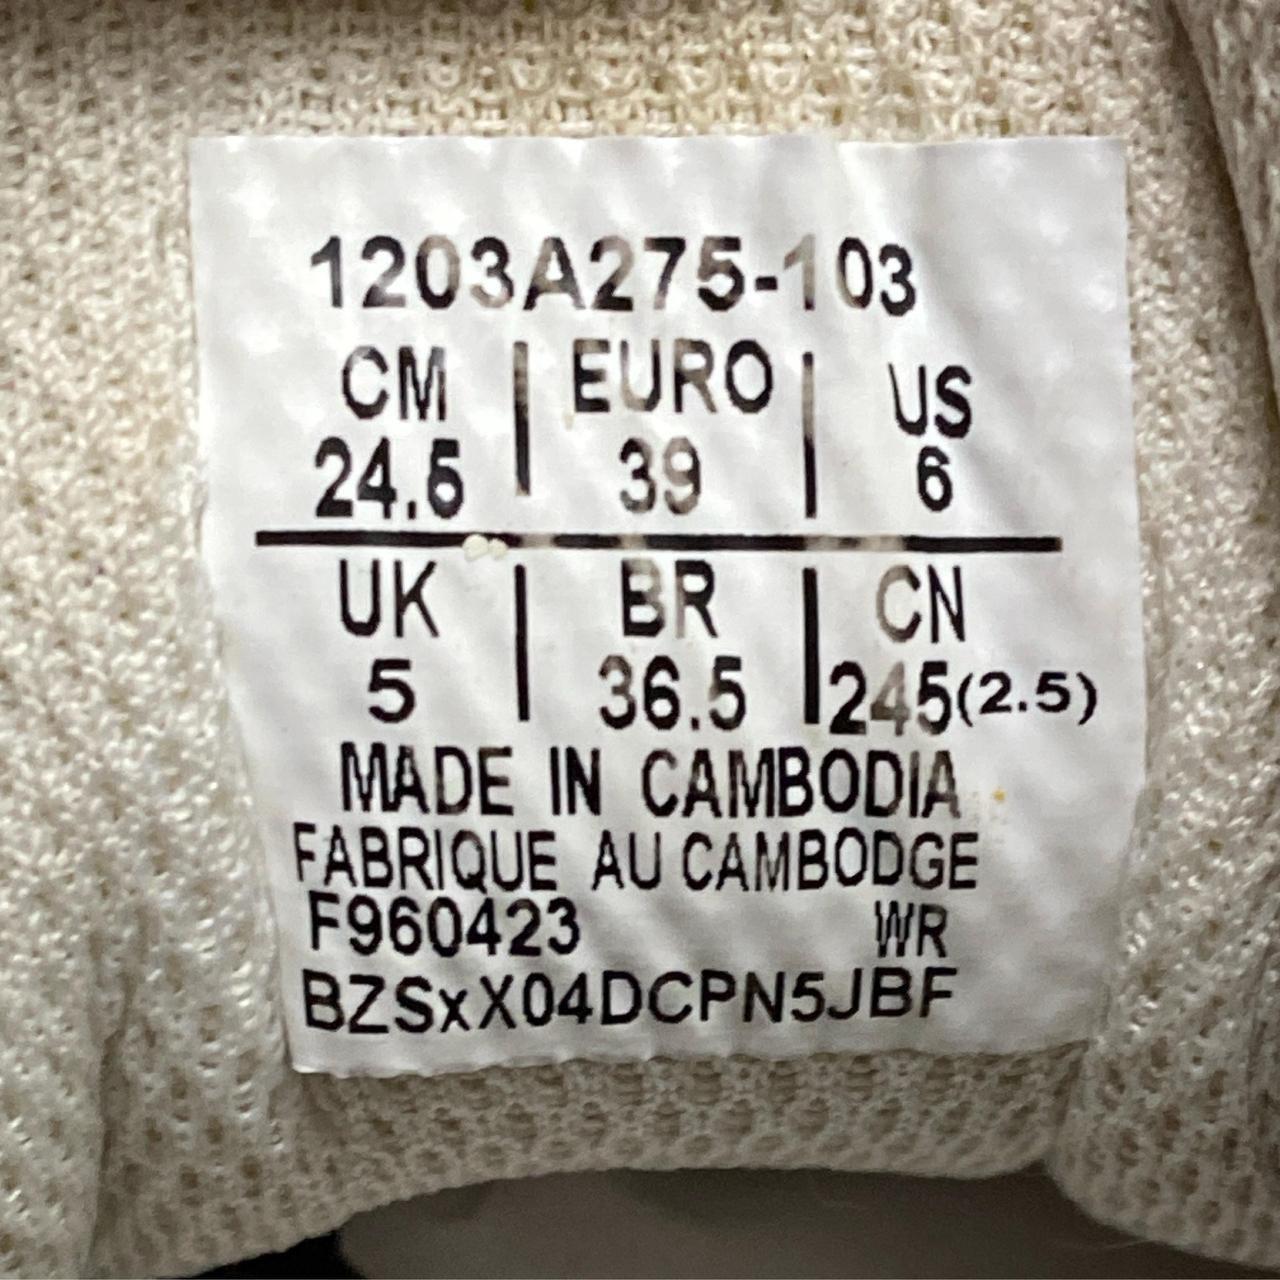 1203A275-103
CM | EURO | US
24.5 | 39 | 6
UK | BR | CN
5 | 36.5 | 245(2.5)
MADE IN CAMBODIA
FABRIQUE AU CAMBODGE
F960423 WR
BZSxX04DCPN5JBF